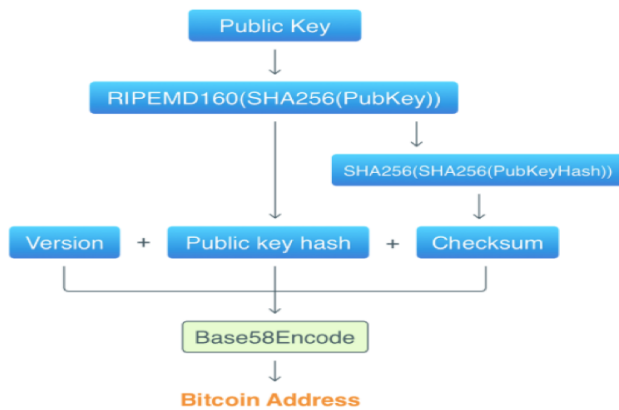 Public Key
RIPEMD160(SHA256(PubKey))
SHA256(SHA256(PubKeyHash))
Version + Public key hash + Checksum
Base58Encode
Bitcoin Address